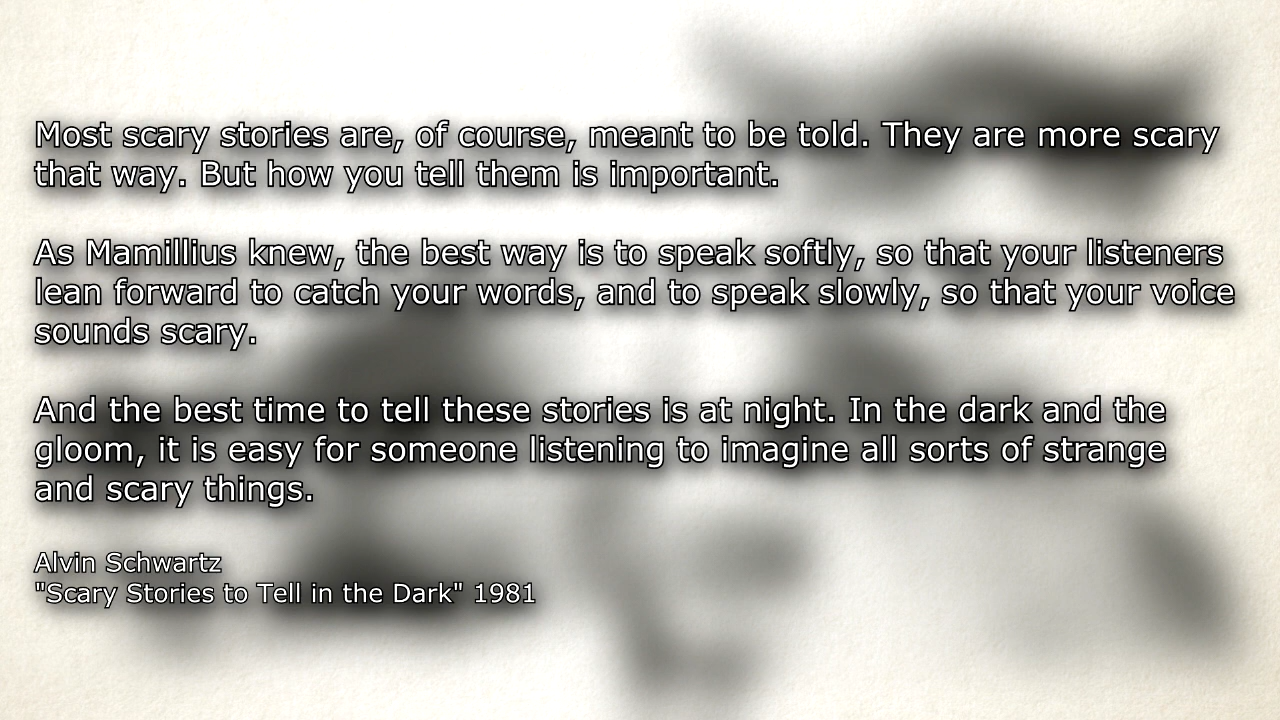 Most scary stories are, of course, meant to be told. They are more scary
that way. But how you tell them is important.
As Mamillius knew, the best way is to speak softly, so that your listeners
lean forward to catch your words, and to speak slowly, so that your voice
sounds scary.
And the best time to tell these stories is at night. In the dark and the
gloom, it is easy for someone listening to imagine all sorts of strange
and scary things.
Alvin Schwartz
"Scary Stories to Tell in the Dark" 1981